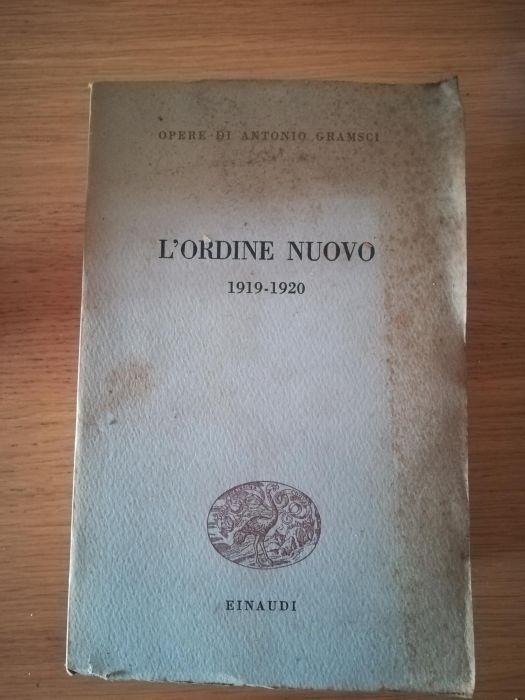 OPERE DI ANTONIO GRAMSCI
L'ORDINE NUOVO
1919-1920
EINAUDI